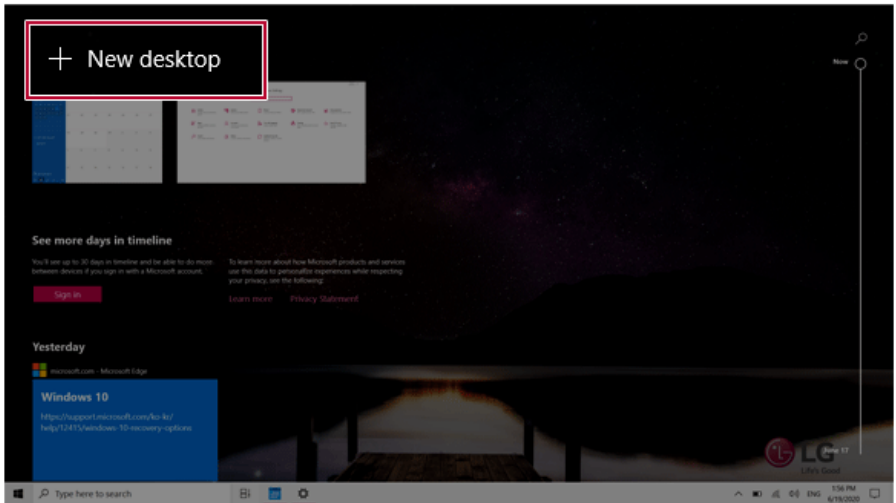 + New desktop
Now
See more days in timeline
You'll see up to 30 days in timeline and be able to do more
between devices if you sign in with a Microsoft account.
To learn more about how Microsoft products and services
use this data to personalize experiences while respecting
your privacy, see the following:
Sign in
Learn more
Privacy Statement
Yesterday
microsoft.com - Microsoft Edge
Windows 10
https://support.microsoft.com/ko-kr/
help/12415/windows-10-recovery-options
June 17
LG
Life's Good
Type here to search
ENG
1:56 PM
6/19/2020